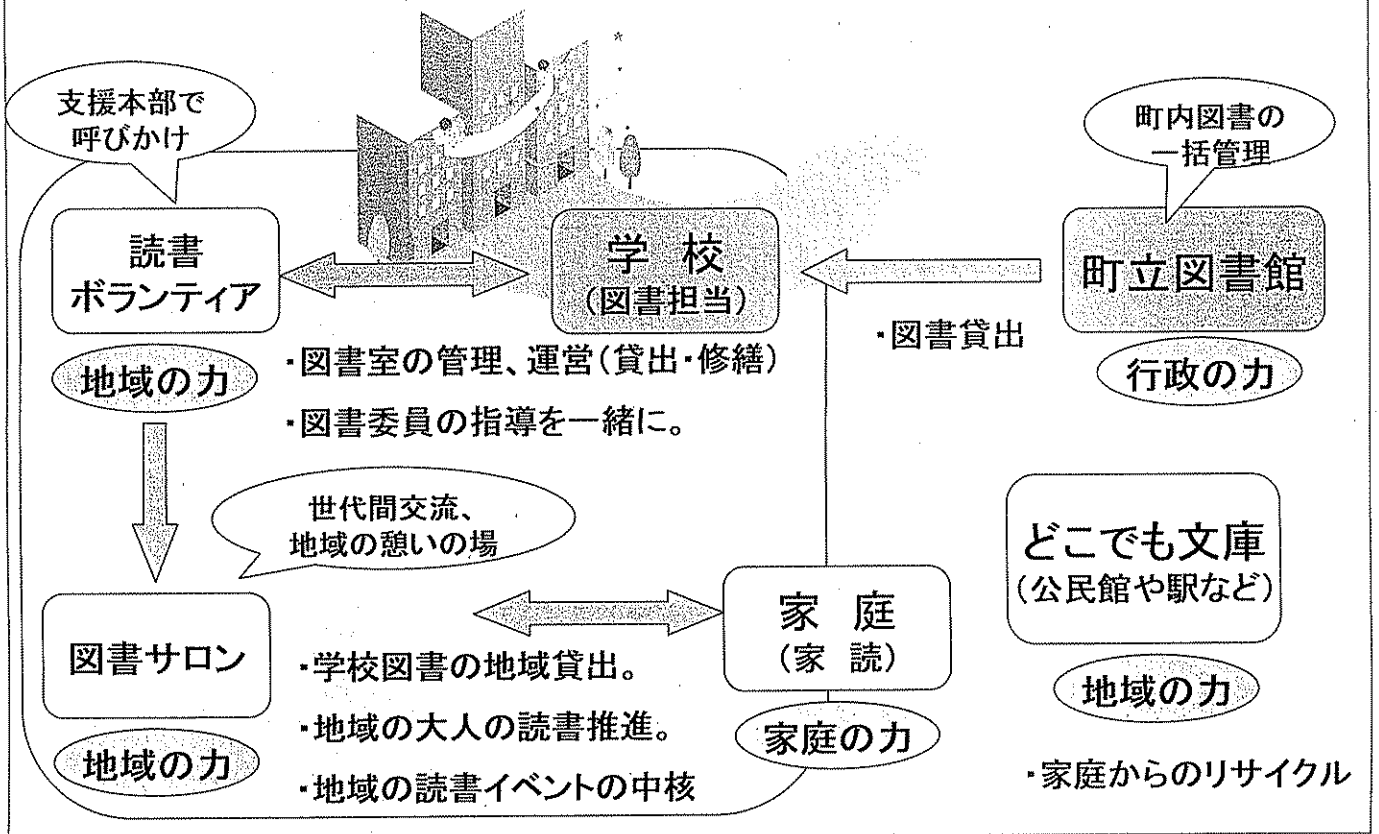 支援本部で
呼びかけ
町内図書の
一括管理
読書
ボランティア
学 校
(図書担当)
町立図書館
・図書貸出
地域の力
行政の力
・図書室の管理、運営(貸出・修繕)
・図書委員の指導を一緒に。
世代間交流、
地域の憩いの場
どこでも文庫
(公民館や駅など)
図書サロン
家 庭
(家 読)
・学校図書の地域貸出。
・地域の大人の読書推進。
・地域の読書イベントの中核
地域の力
家庭の力
地域の力
・家庭からのリサイクル